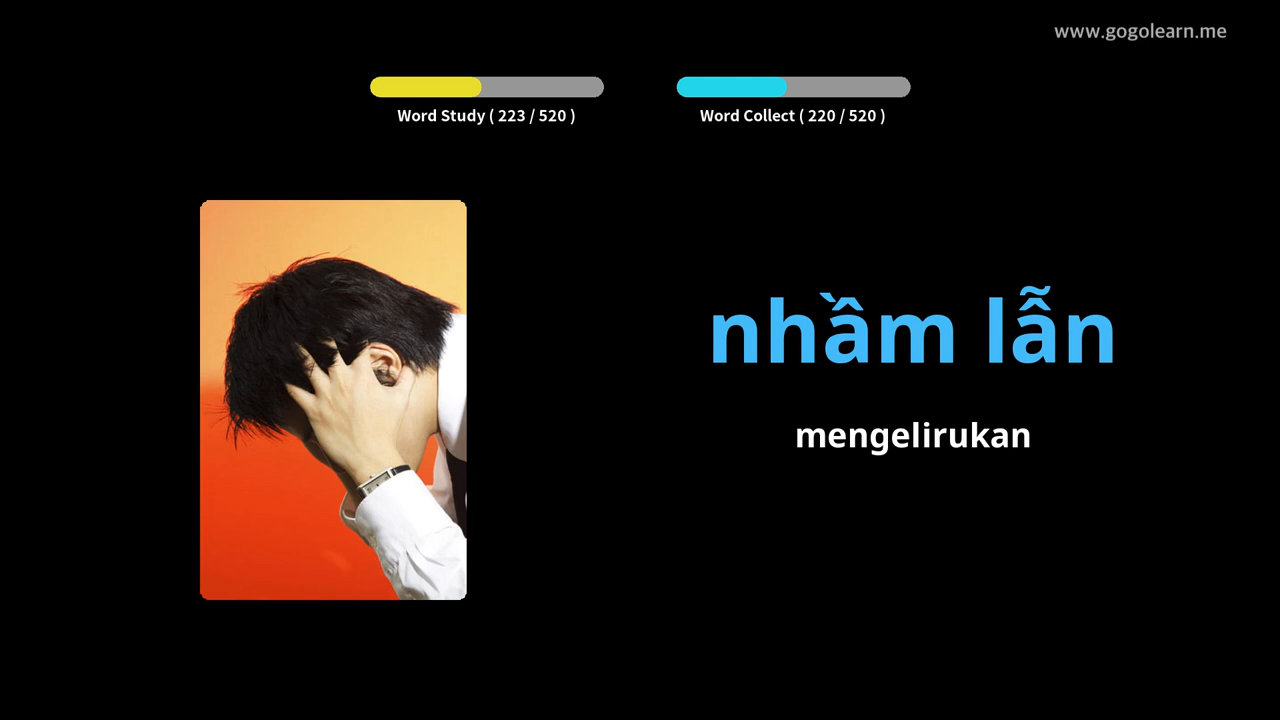 www.gogolearn.me
Word Study ( 223 / 520 )
Word Collect ( 220 / 520 )
nhầm lẫn
mengelirukan